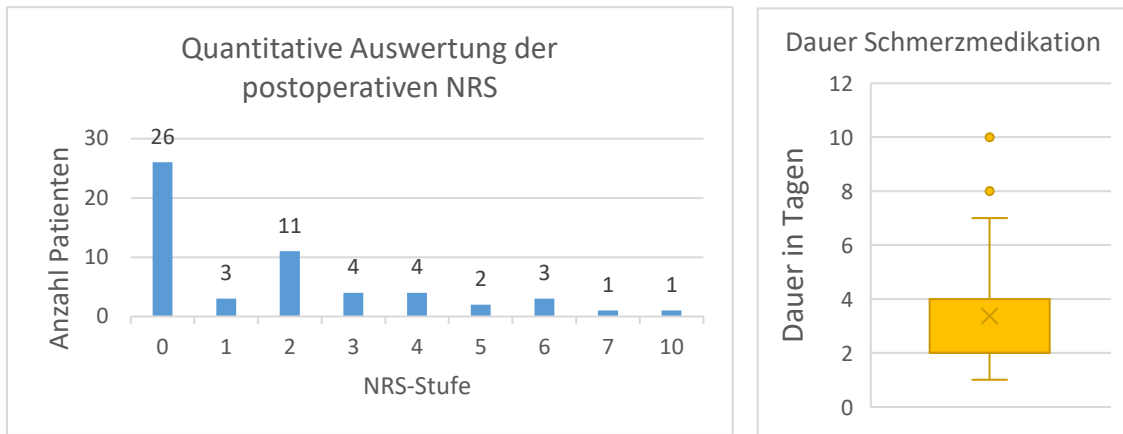 Quantitative Auswertung der
postoperativen NRS
Anzahl Patienten
30
20
10
0
26
3
11
4
4
2
3
1
1
0 1 2 3 4 5 6 7 10
NRS-Stufe
Dauer Schmerzmedikation
Dauer in Tagen
12
10
8
6
4
2
0